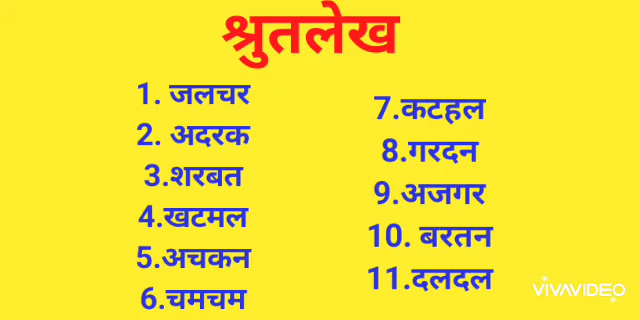 श्रुतलेख
1. जलचर
2. अदरक
3.शरबत
4.खटमल
5.अचकन
6.चमचम
7.कटहल
8.गरदन
9.अजगर
10. बरतन
11.दलदल
VIVAVIDEO